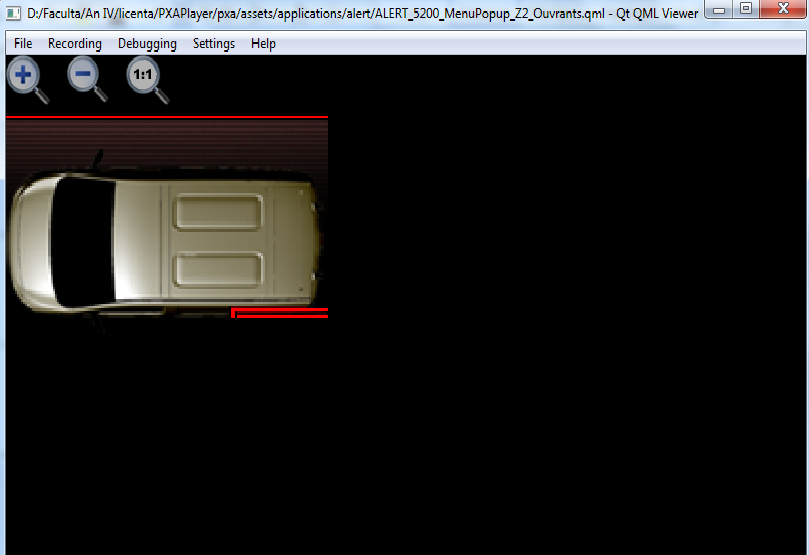 D:/Faculta/An IV/licenta/PXAPlayer/pxa/assets/applications/alert/ALERT_5200_MenuPopup_Z2_Ouvrants.qml - Qt QML Viewer
File Recording Debugging Settings Help
1:1